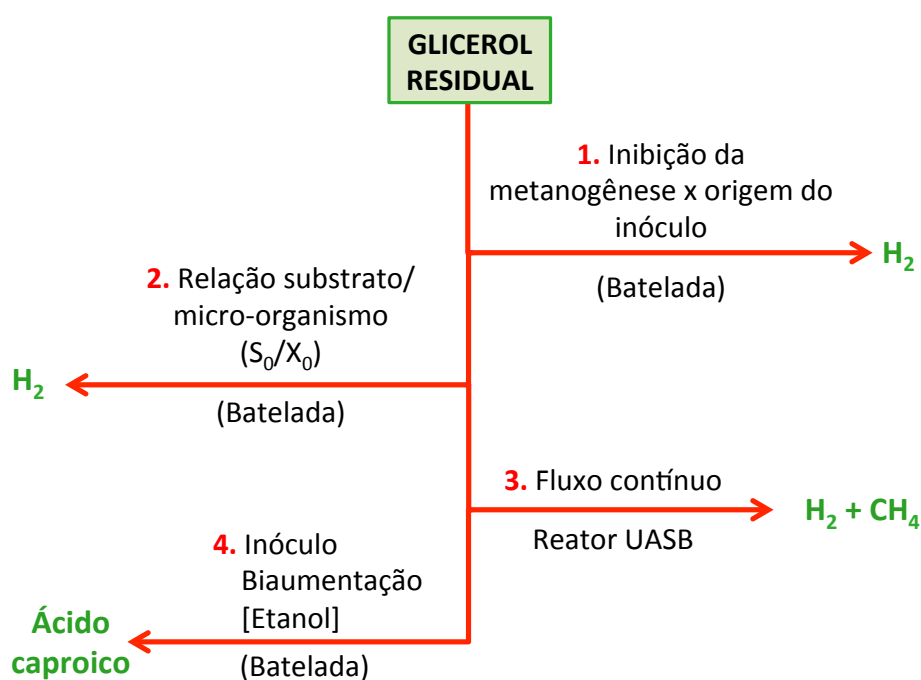 GLICEROL
RESIDUAL
1. Inibição da
metanogênese x origem do
inóculo
(Batelada)
H₂
2. Relação substrato/
micro-organismo
(S₀/X₀)
(Batelada)
H₂
3. Fluxo contínuo
Reator UASB
H₂ + CH₄
4. Inóculo
Biaumentação
[Etanol]
(Batelada)
Ácido
caproico